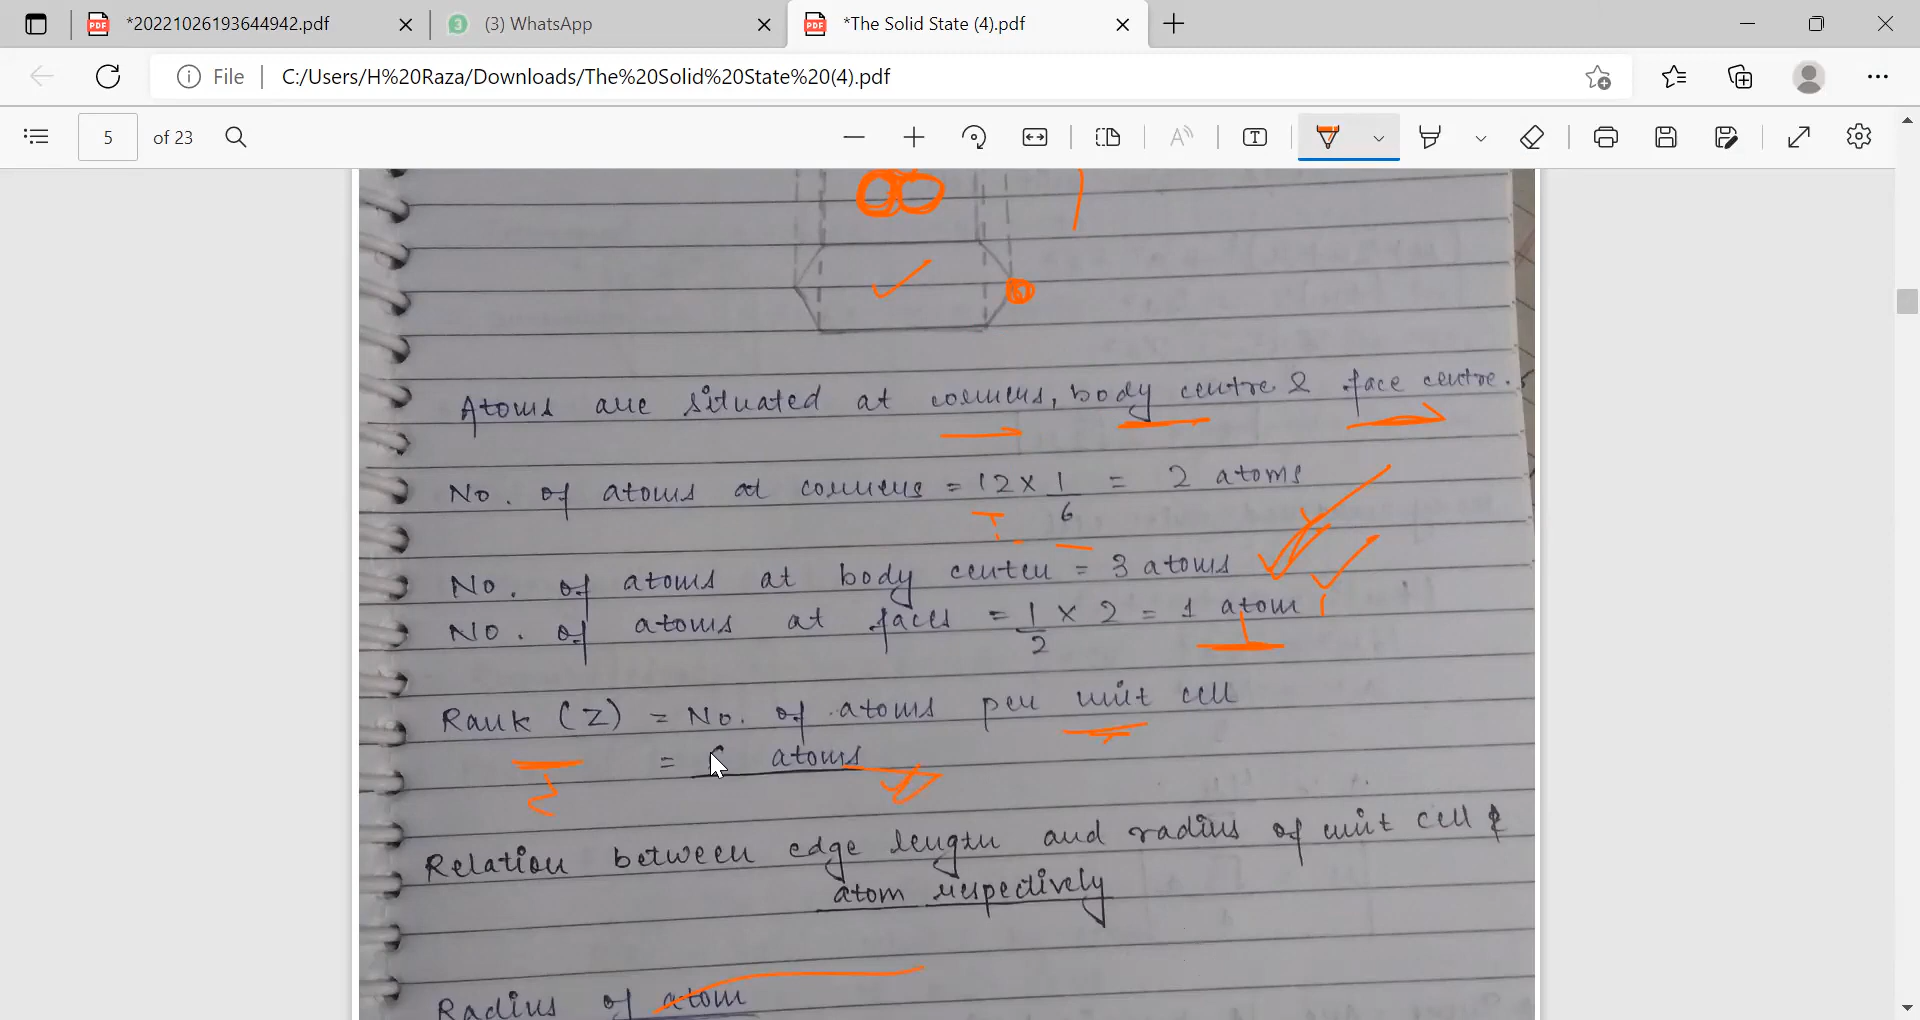 *20221026193644942.pdf
(3) WhatsApp
*The Solid State (4).pdf
File
C:/Users/H%20Raza/Downloads/The%20Solid%20State%20(4).pdf
5 of 23
Atoms are situated at corners, body centre & face centre.
No. of atoms at corners = 12 × 1/6 = 2 atoms
No. of atoms at body center = 3 atoms
No. of atoms at faces = 1/2 × 2 = 1 atom
Rank (Z) = No. of atoms per unit cell
= atoms
Relation between edge length and radius of unit cell &
atom respectively
Radius of atom